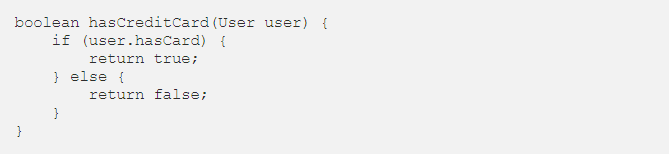 boolean hasCreditCard(User user) {
    if (user.hasCard) {
        return true;
    } else {
        return false;
    }
}